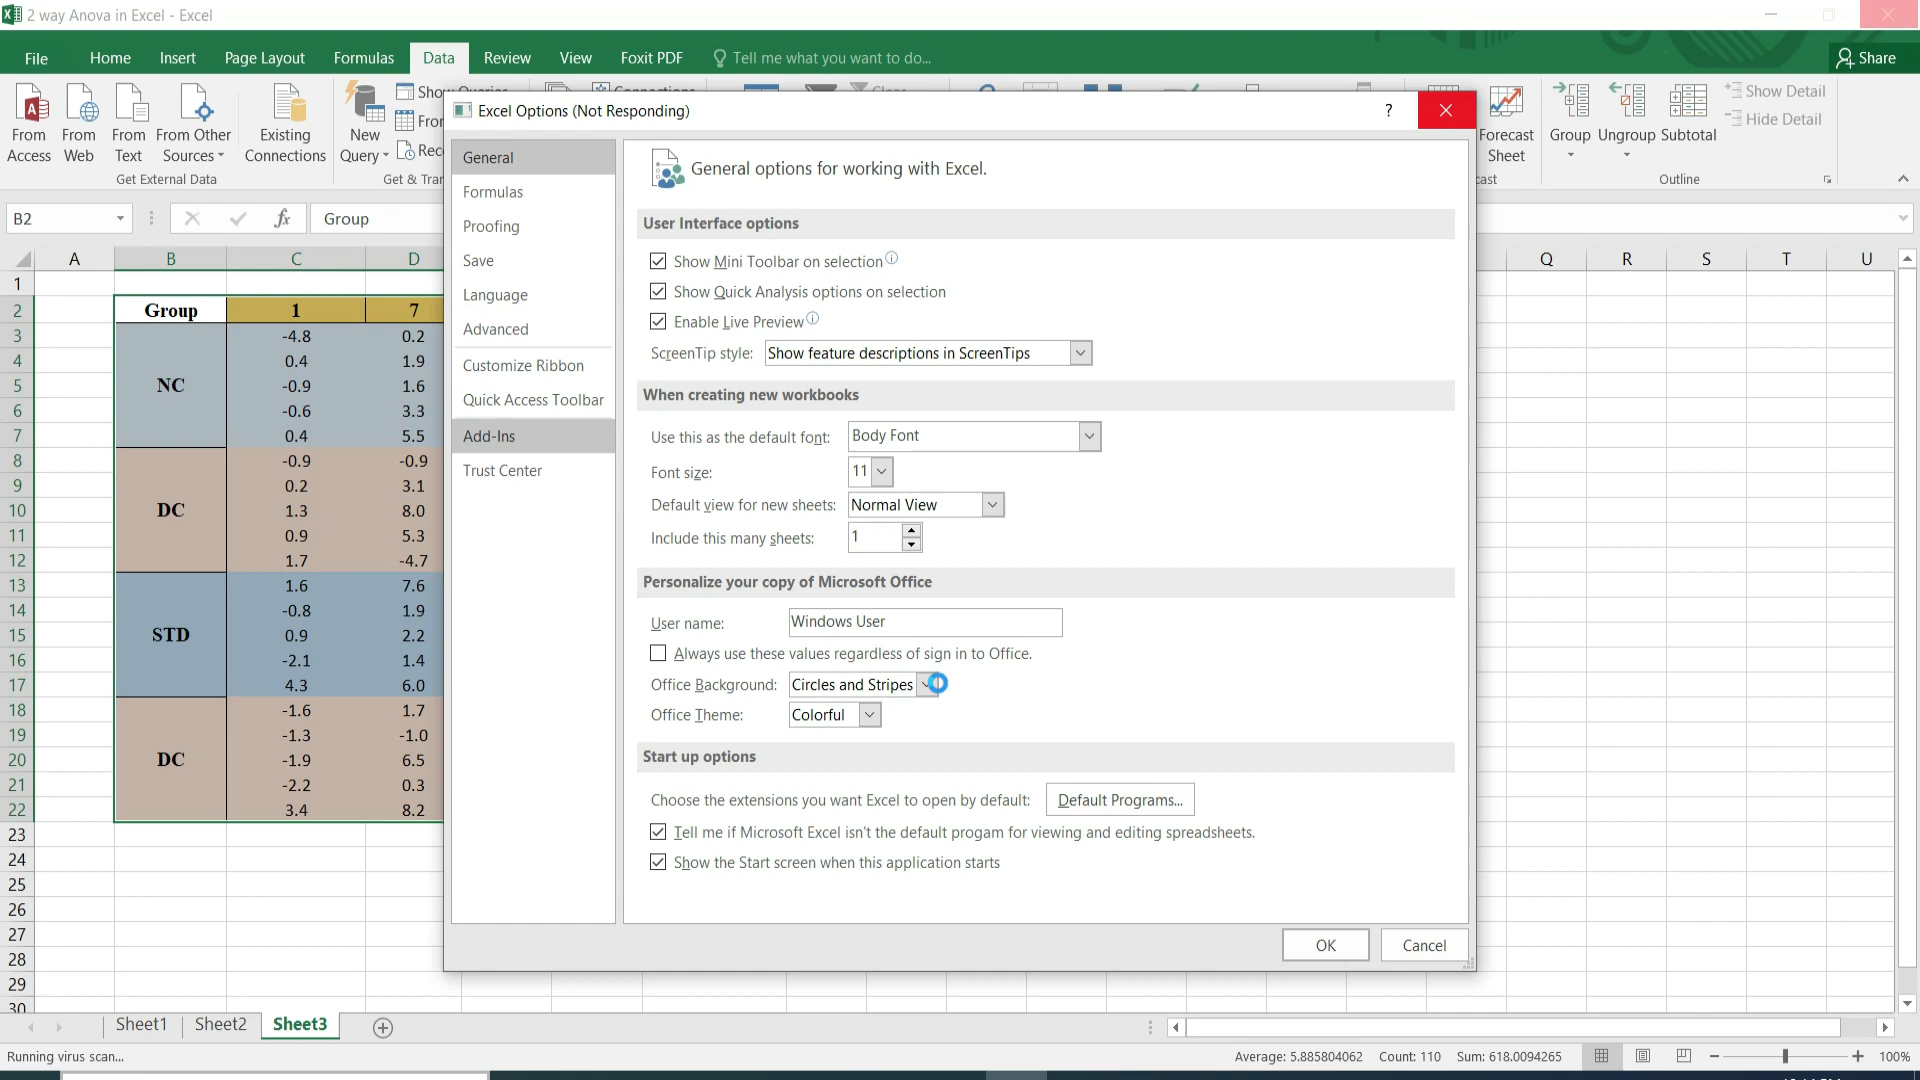 2 way Anova in Excel - Excel
File Home Insert Page Layout Formulas Data Review View Foxit PDF Tell me what you want to do... Share
From Access
From Web
From Text
From Other Sources
Existing Connections
New Query
Get External Data
Forecast Sheet
Group
Ungroup
Subtotal
Show Detail
Hide Detail
Outline
B2
fx
Group
Excel Options (Not Responding) ?
General
Formulas
Proofing
Save
Language
Advanced
Customize Ribbon
Quick Access Toolbar
Add-Ins
Trust Center
General options for working with Excel.
User Interface options
Show Mini Toolbar on selection
Show Quick Analysis options on selection
Enable Live Preview
ScreenTip style: Show feature descriptions in ScreenTips
When creating new workbooks
Use this as the default font: Body Font
Font size: 11
Default view for new sheets: Normal View
Include this many sheets: 1
Personalize your copy of Microsoft Office
User name: Windows User
Always use these values regardless of sign in to Office.
Office Background: Circles and Stripes
Office Theme: Colorful
Start up options
Choose the extensions you want Excel to open by default: Default Programs...
Tell me if Microsoft Excel isn't the default progam for viewing and editing spreadsheets.
Show the Start screen when this application starts
OK Cancel
A B C D Q R S T U
1
2 Group 1 7
3 -4.8 0.2
4 0.4 1.9
5 NC -0.9 1.6
6 -0.6 3.3
7 0.4 5.5
8 -0.9 -0.9
9 0.2 3.1
10 DC 1.3 8.0
11 0.9 5.3
12 1.7 -4.7
13 1.6 7.6
14 -0.8 1.9
15 STD 0.9 2.2
16 -2.1 1.4
17 4.3 6.0
18 -1.6 1.7
19 -1.3 -1.0
20 DC -1.9 6.5
21 -2.2 0.3
22 3.4 8.2
23
24
25
26
27
28
29
30
Sheet1 Sheet2 Sheet3
Running virus scan... Average: 5.885804062 Count: 110 Sum: 618.0094265 100%